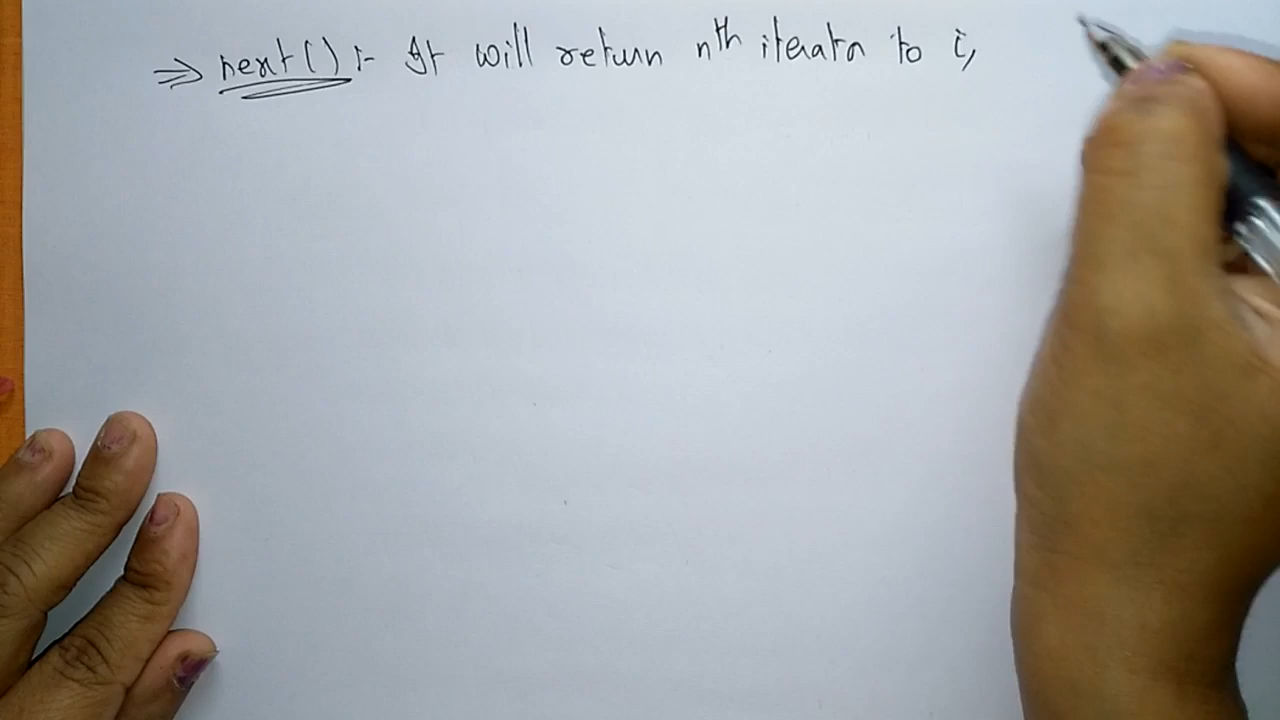 ⇒ next() :- It will return nth iterator to i,